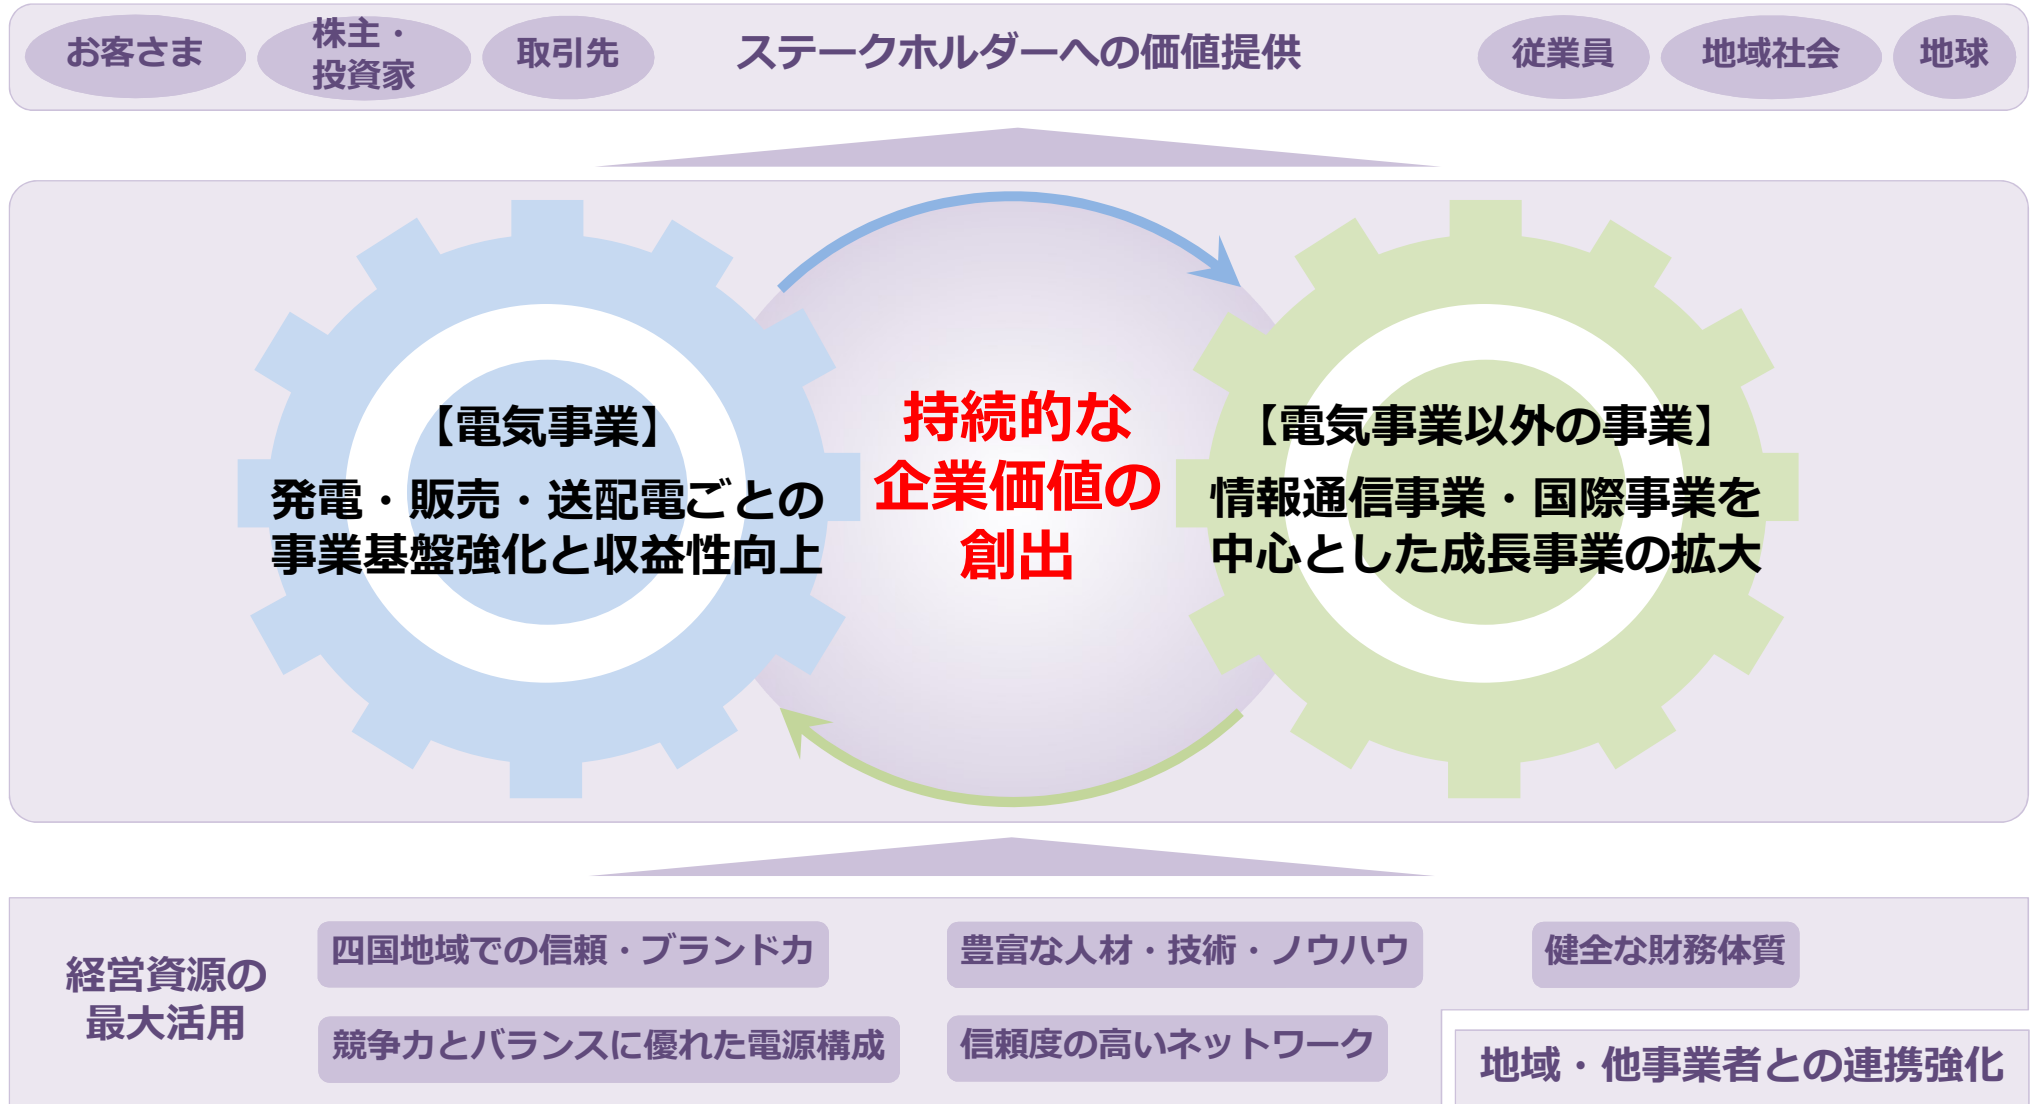 お客さま
株主・
投資家
取引先
ステークホルダーへの価値提供
従業員
地域社会
地球
【電気事業】
発電・販売・送配電ごとの
事業基盤強化と収益性向上
持続的な
企業価値の
創出
【電気事業以外の事業】
情報通信事業・国際事業を
中心とした成長事業の拡大
経営資源の
最大活用
四国地域での信頼・ブランド力
豊富な人材・技術・ノウハウ
健全な財務体質
競争力とバランスに優れた電源構成
信頼度の高いネットワーク
地域・他事業者との連携強化